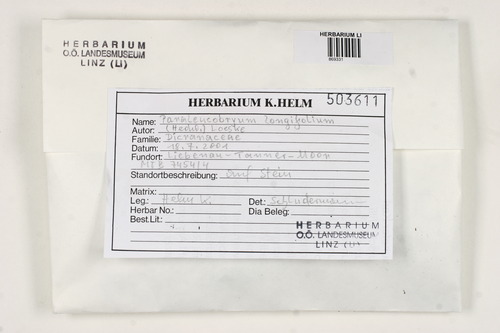 HERBARIUM
O.Ö. LANDESMUSEUM
LINZ (LI)
HERBARIUM LI
HERBARIUM K.HELM 503611
Name: Paraleucobryum longifolium
Autor: (Hedw.) Loeske
Familie: Dicranaceae
Datum: 18.7.2001
Fundort: Liebenau-Tanner-Moor
MTB 7454/4
Standortbeschreibung: auf Stein
Matrix:
Leg.: Helm K. Det.: Schlüsselmann
Herbar No.: Dia Beleg:
Best.Lit.:
HERBARIUM
O.Ö. LANDESMUSEUM
LINZ (LI)